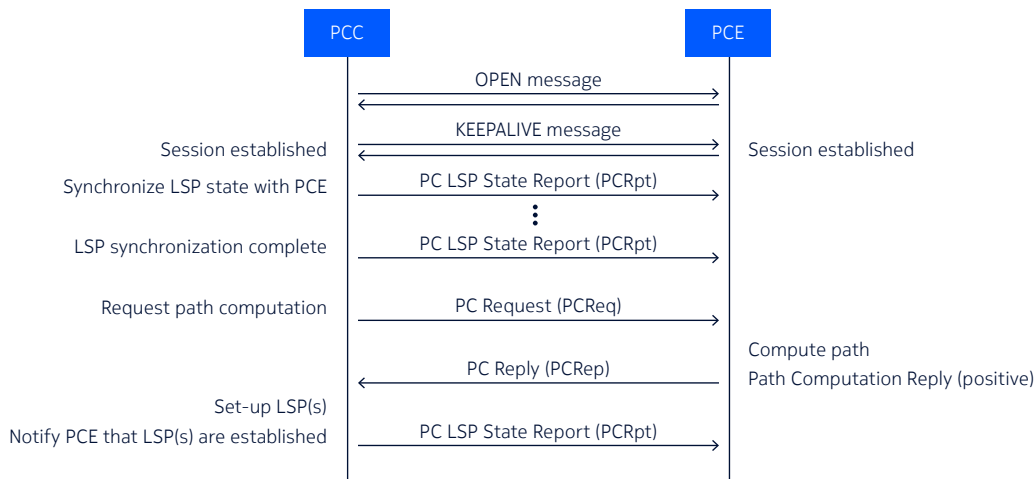 PCC
PCE
OPEN message
KEEPALIVE message
Session established
Session established
Synchronize LSP state with PCE
PC LSP State Report (PCRpt)
LSP synchronization complete
PC LSP State Report (PCRpt)
Request path computation
PC Request (PCReq)
Compute path
PC Reply (PCRep)
Path Computation Reply (positive)
Set-up LSP(s)
Notify PCE that LSP(s) are established
PC LSP State Report (PCRpt)